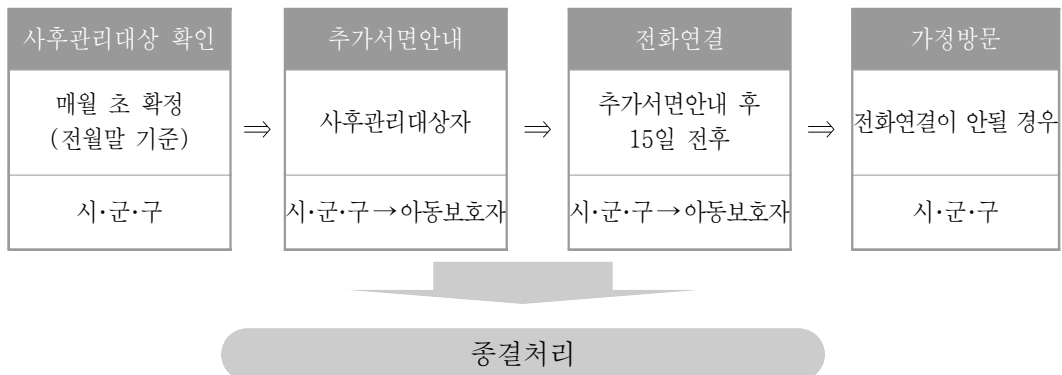 사후관리대상 확인
매월 초 확정
(전월말 기준)
시·군·구
⇒
추가서면안내
사후관리대상자
시·군·구→아동보호자
⇒
전화연결
추가서면안내 후
15일 전후
시·군·구→아동보호자
⇒
가정방문
전화연결이 안될 경우
시·군·구
종결처리